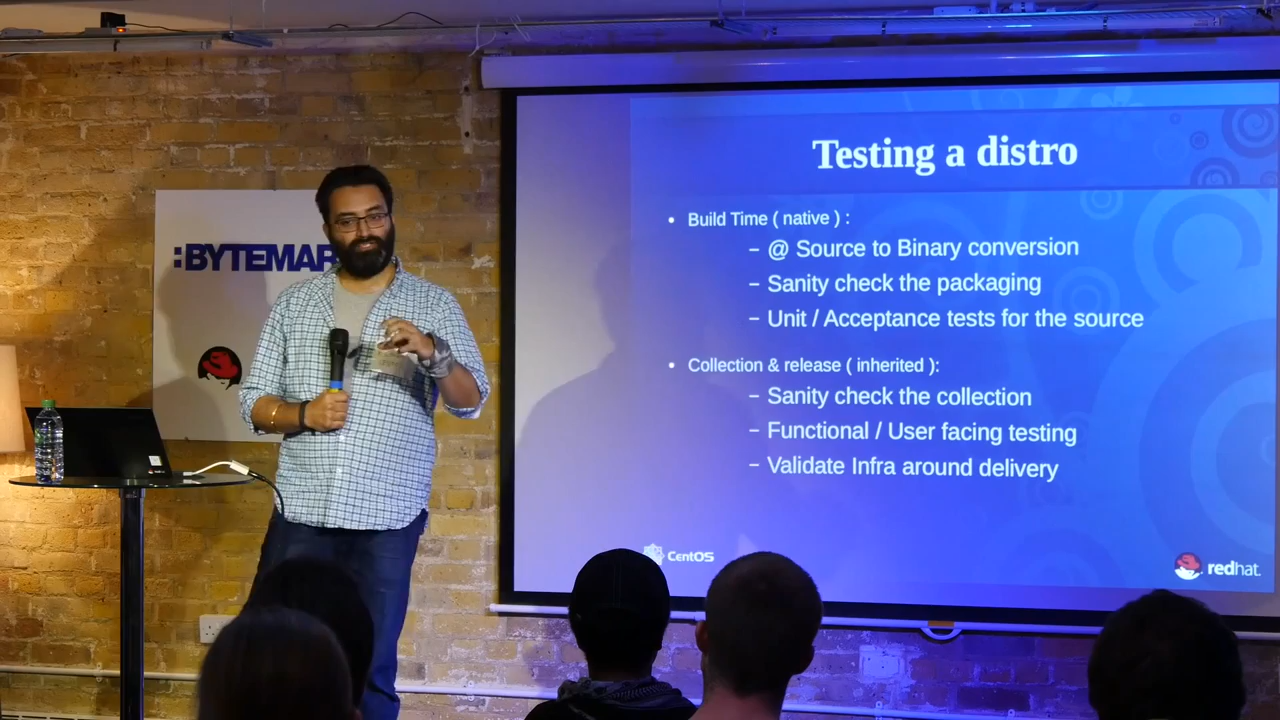 Testing a distro
• Build Time ( native ) :
– @ Source to Binary conversion
– Sanity check the packaging
– Unit / Acceptance tests for the source
• Collection & release ( inherited ):
– Sanity check the collection
– Functional / User facing testing
– Validate Infra around delivery
CentOS
redhat.
:BYTEMAR